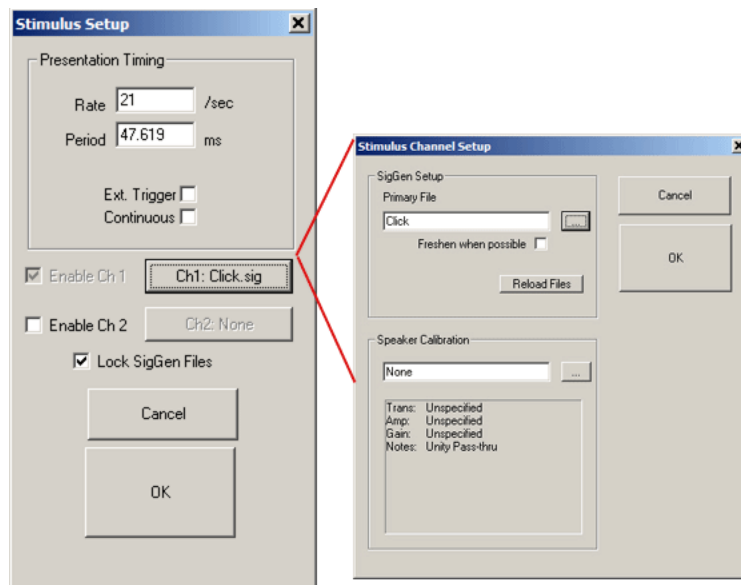 Stimulus Setup
Presentation Timing
Rate 21 /sec
Period 47.619 ms
Ext. Trigger
Continuous
Enable Ch 1 Ch1: Click.sig
Enable Ch 2 Ch2: None
Lock SigGen Files
Cancel
OK
Stimulus Channel Setup
SigGen Setup
Primary File
Click ...
Freshen when possible
Reload Files
Cancel
OK
Speaker Calibration
None ...
Trans: Unspecified
Amp: Unspecified
Gain: Unspecified
Notes: Unity Pass-thru